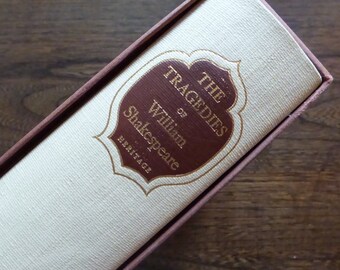 THE
TRAGEDIES
OF
William
Shakespeare
HERITAGE